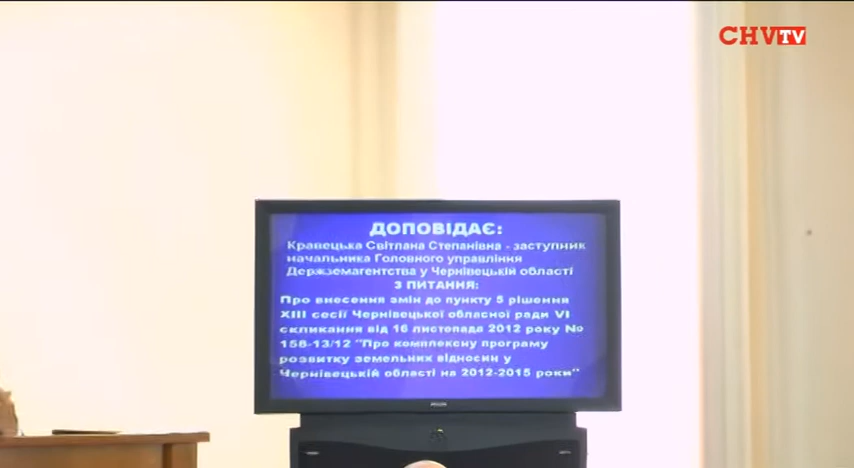 CHVTV
ДОПОВІДАЄ:
Кравецька Світлана Степанівна - заступник
начальника Головного управління
Держземагентства у Чернівецькій області
З ПИТАННЯ:
Про внесення змін до пункту 5 рішення
XIII сесії Чернівецької обласної ради VI
скликання від 16 листопада 2012 року №
158-13/12 "Про комплексну програму
розвитку земельних відносин у
Чернівецькій області на 2012-2015 роки"